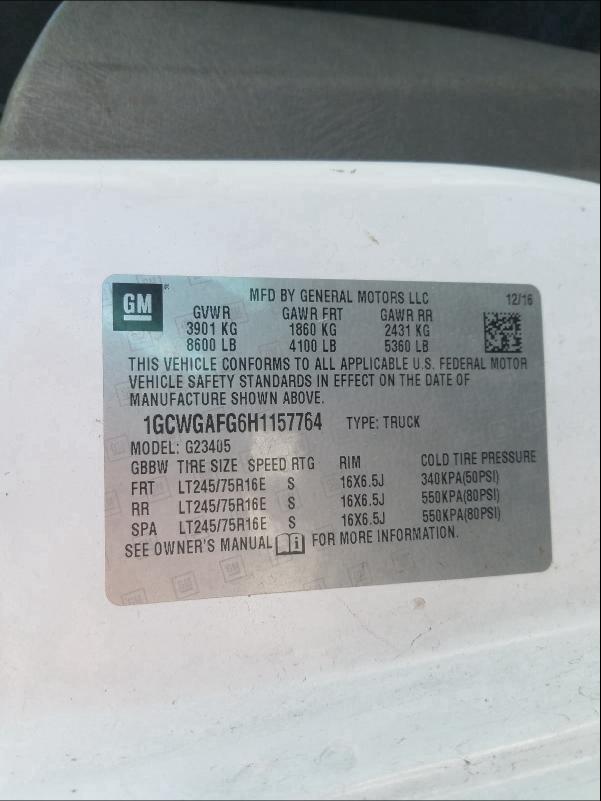 GM
MFD BY GENERAL MOTORS LLC 12/16
GVWR GAWR FRT GAWR RR
3901 KG 1860 KG 2431 KG
8600 LB 4100 LB 5360 LB
THIS VEHICLE CONFORMS TO ALL APPLICABLE U.S. FEDERAL MOTOR
VEHICLE SAFETY STANDARDS IN EFFECT ON THE DATE OF
MANUFACTURE SHOWN ABOVE.
1GCWGAFG6H1157764 TYPE: TRUCK
MODEL: G23405
GBBW TIRE SIZE SPEED RTG RIM COLD TIRE PRESSURE
FRT LT245/75R16E S 16X6.5J 340KPA(50PSI)
RR LT245/75R16E S 16X6.5J 550KPA(80PSI)
SPA LT245/75R16E S 16X6.5J 550KPA(80PSI)
SEE OWNER'S MANUAL i FOR MORE INFORMATION.